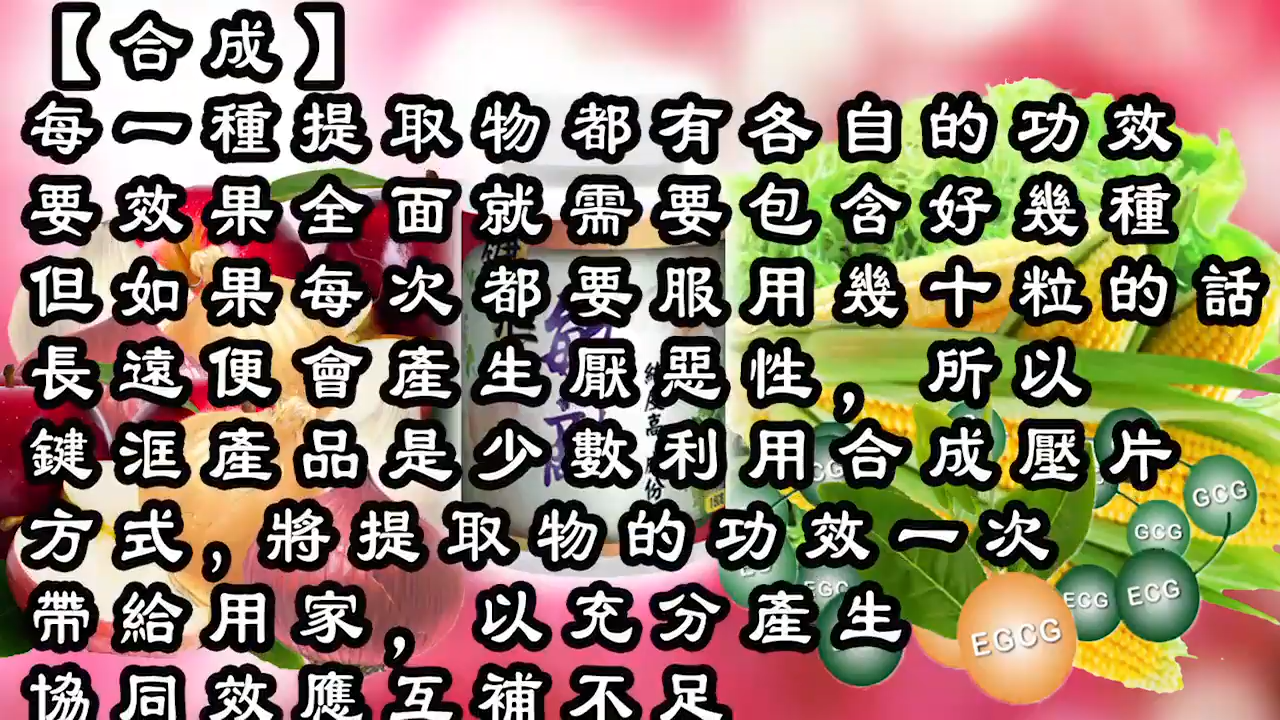 【合成】
每一種提取物都有各自的功效
要效果全面就需要包含好幾種
但如果每次都要服用幾十粒的話
長遠便會產生厭惡性，所以
鍵洭產品是少數利用合成壓片
方式，將提取物的功效一次
帶給用家，以充分產生
協同效應互補不足
GCG
GCG
ECG
ECG
EGCG